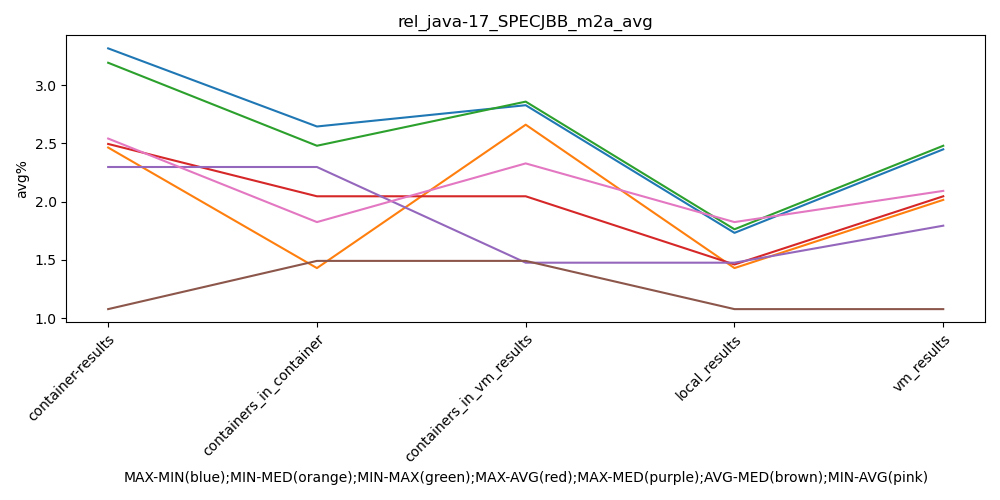 rel_java-17_SPECJBB_m2a_avg
avg%
3.0
2.5
2.0
1.5
1.0
container-results
containers_in_container
containers_in_vm_results
local_results
vm_results
MAX-MIN(blue);MIN-MED(orange);MIN-MAX(green);MAX-AVG(red);MAX-MED(purple);AVG-MED(brown);MIN-AVG(pink)